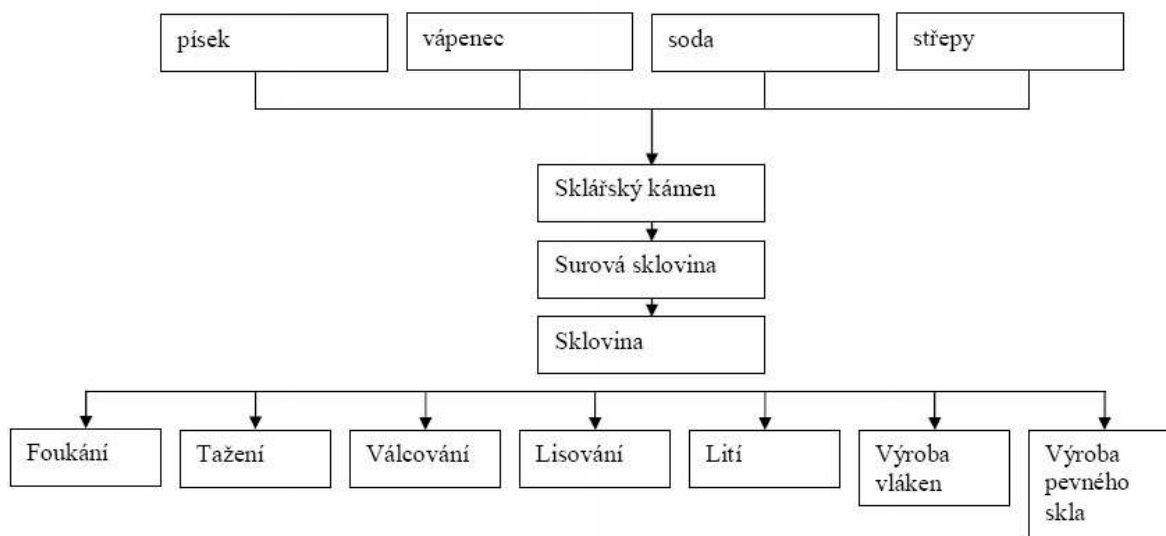 písek
vápenec
soda
střepy
Sklářský kámen
Surová sklovina
Sklovina
Foukání
Tažení
Válcování
Lisování
Lití
Výroba
vláken
Výroba
pevného
skla